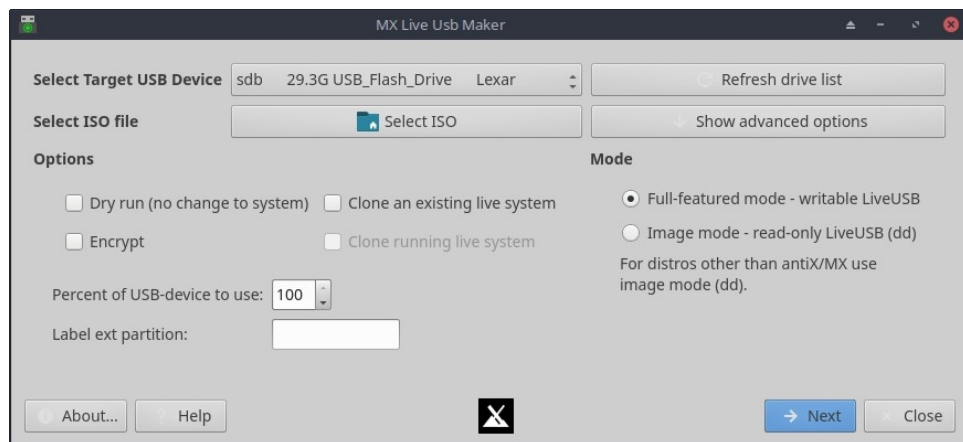 MX Live Usb Maker
Select Target USB Device sdb 29.3G USB_Flash_Drive Lexar Refresh drive list
Select ISO file Select ISO Show advanced options
Options Mode
Dry run (no change to system) Clone an existing live system Full-featured mode - writable LiveUSB
Encrypt Clone running live system Image mode - read-only LiveUSB (dd)
For distros other than antiX/MX use
image mode (dd).
Percent of USB-device to use: 100
Label ext partition:
About... Help Next Close